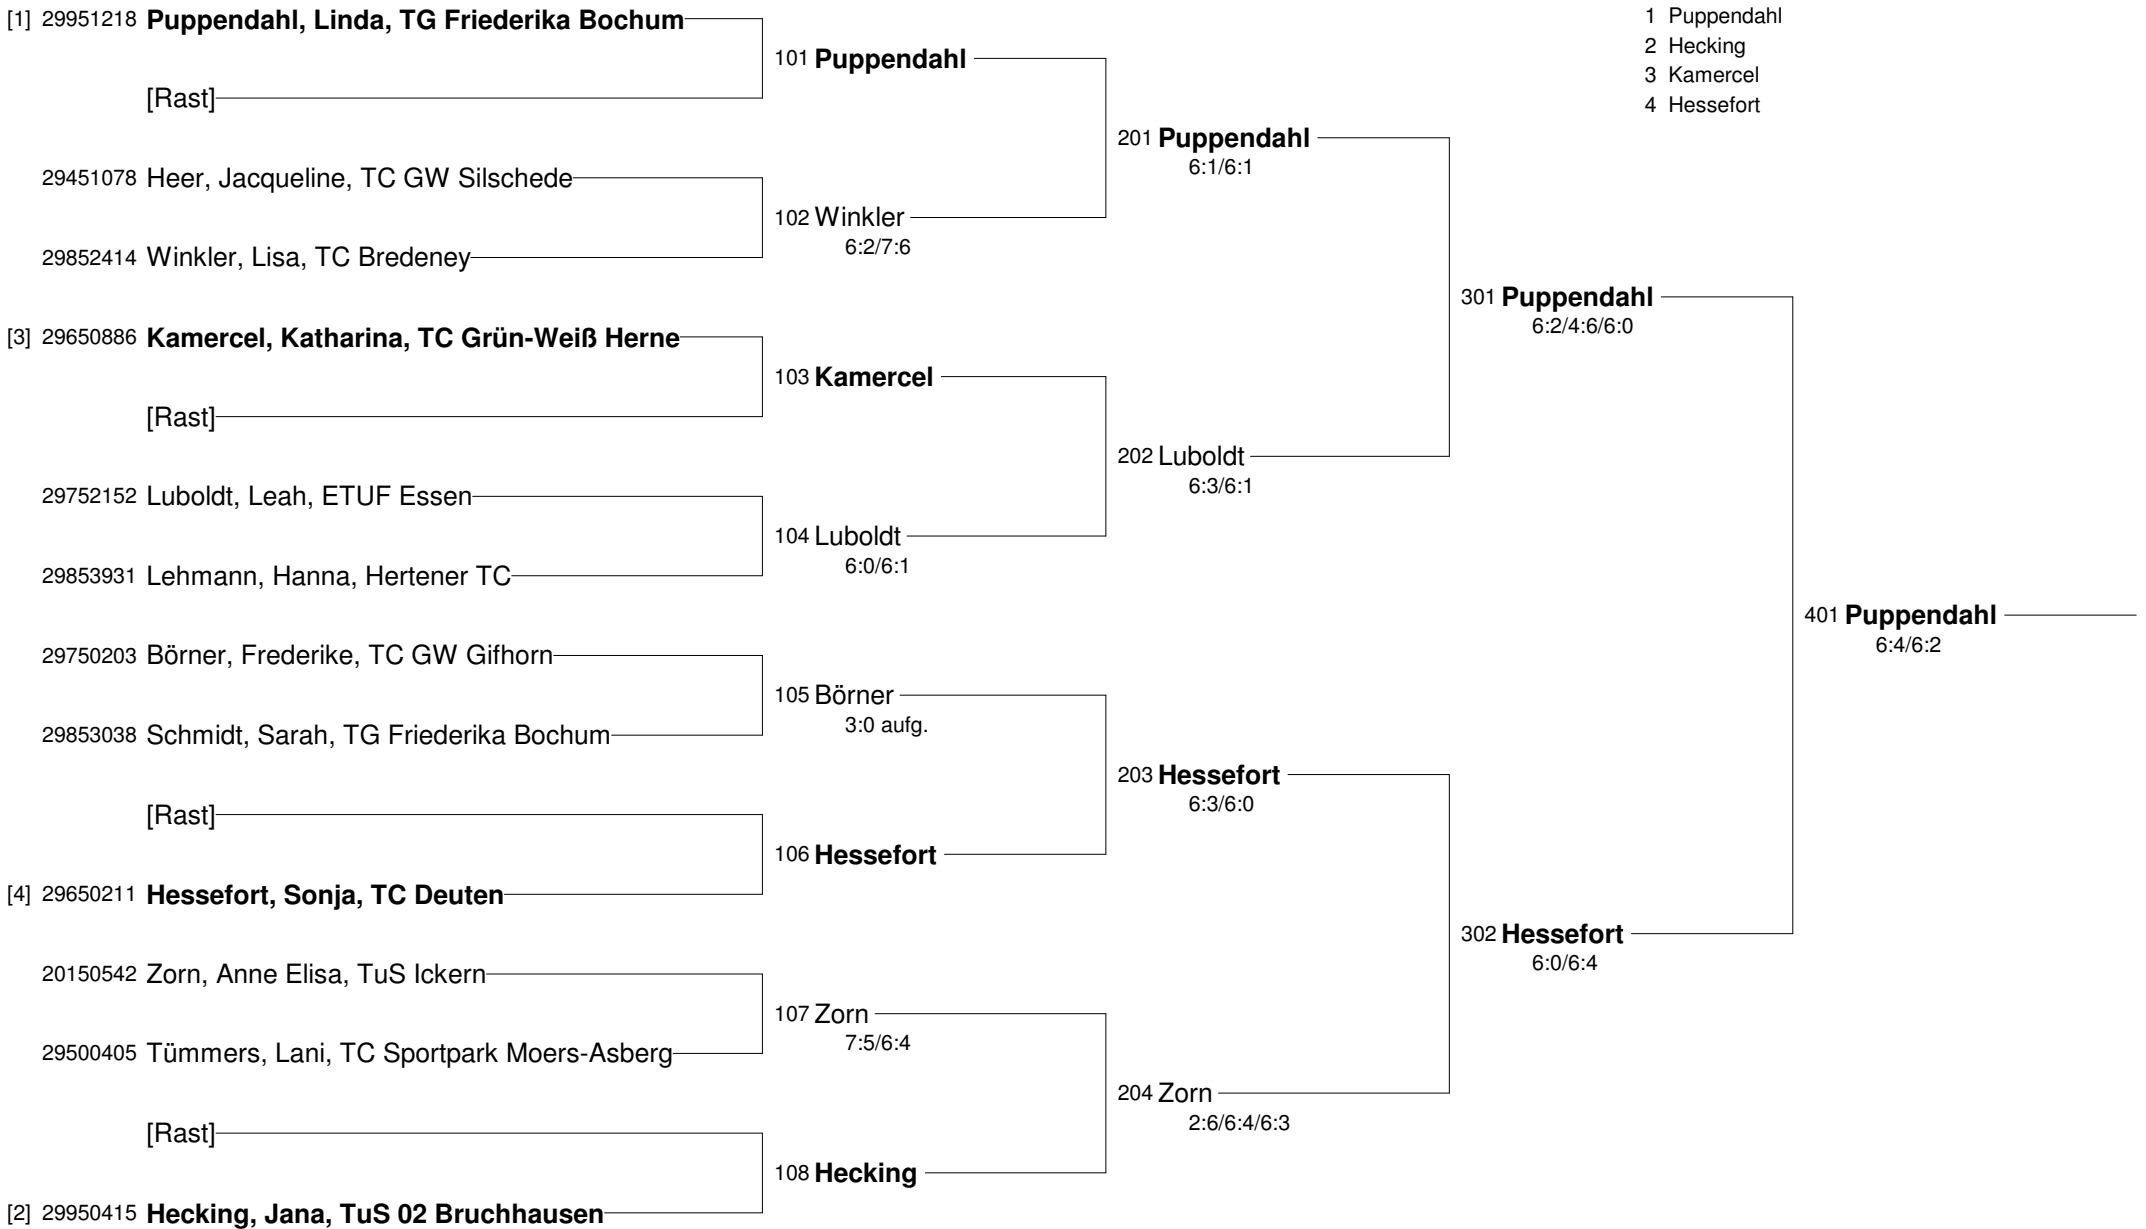 [1] 29951218 Puppendahl, Linda, TG Friederika Bochum
[Rast]
29451078 Heer, Jacqueline, TC GW Silschede
29852414 Winkler, Lisa, TC Bredeney
[3] 29650886 Kamercel, Katharina, TC Grün-Weiß Herne
[Rast]
29752152 Luboldt, Leah, ETUF Essen
29853931 Lehmann, Hanna, Hertener TC
29750203 Börner, Frederike, TC GW Gifhorn
29853038 Schmidt, Sarah, TG Friederika Bochum
[Rast]
[4] 29650211 Hessefort, Sonja, TC Deuten
20150542 Zorn, Anne Elisa, TuS Ickern
29500405 Tümmers, Lani, TC Sportpark Moers-Asberg
[Rast]
[2] 29950415 Hecking, Jana, TuS 02 Bruchhausen
101 Puppendahl
102 Winkler
6:2/7:6
103 Kamercel
104 Luboldt
6:0/6:1
105 Börner
3:0 aufg.
106 Hessefort
107 Zorn
7:5/6:4
108 Hecking
201 Puppendahl
6:1/6:1
202 Luboldt
6:3/6:1
203 Hessefort
6:3/6:0
204 Zorn
2:6/6:4/6:3
301 Puppendahl
6:2/4:6/6:0
302 Hessefort
6:0/6:4
401 Puppendahl
6:4/6:2
1 Puppendahl
2 Hecking
3 Kamercel
4 Hessefort